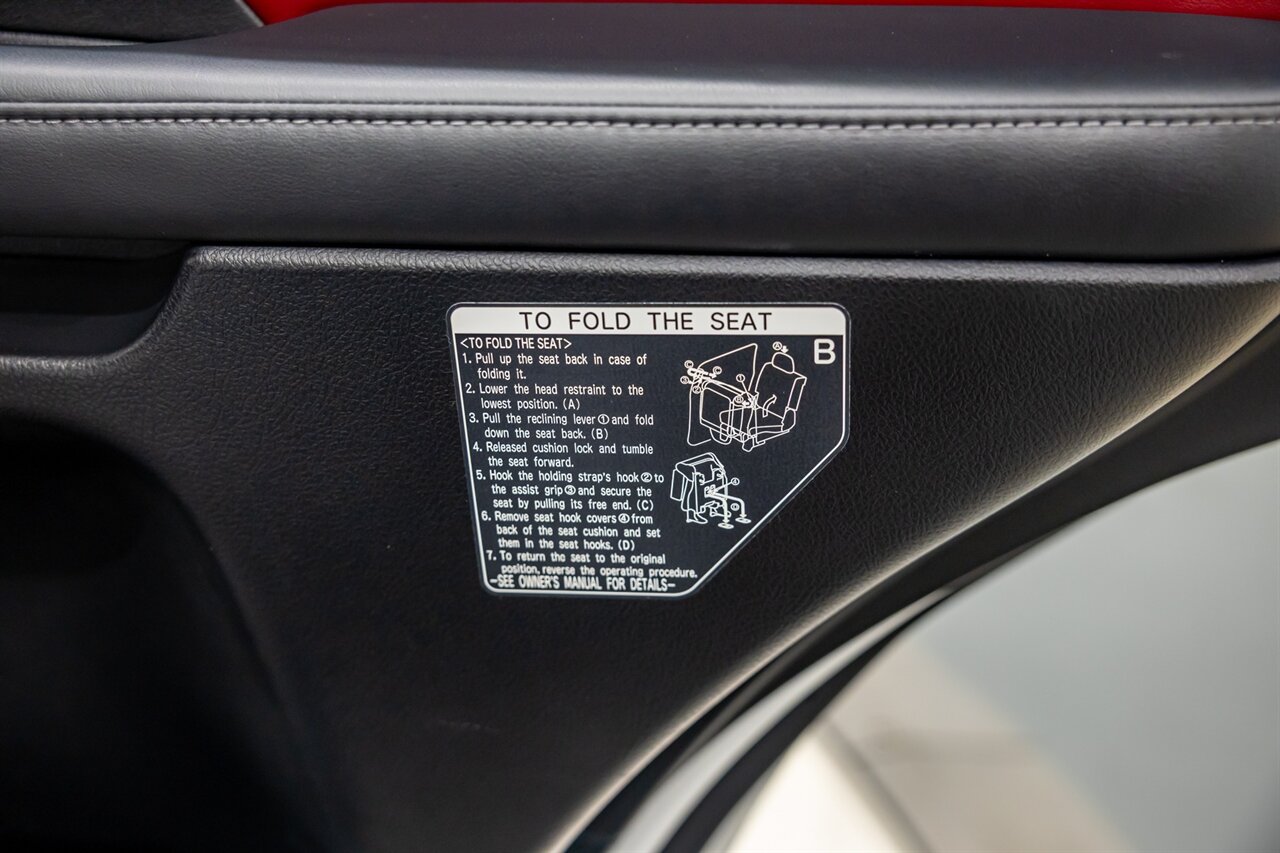 TO FOLD THE SEAT
B
<TO FOLD THE SEAT>
1. Pull up the seat back in case of
folding it.
2. Lower the head restraint to the
lowest position. (A)
3. Pull the reclining lever ① and fold
down the seat back. (B)
4. Released cushion lock and tumble
the seat forward.
5. Hook the holding strap's hook ② to
the assist grip ③ and secure the
seat by pulling its free end. (C)
6. Remove seat hook covers ④ from
back of the seat cushion and set
them in the seat hooks. (D)
7. To return the seat to the original
position, reverse the operating procedure.
-SEE OWNER'S MANUAL FOR DETAILS-